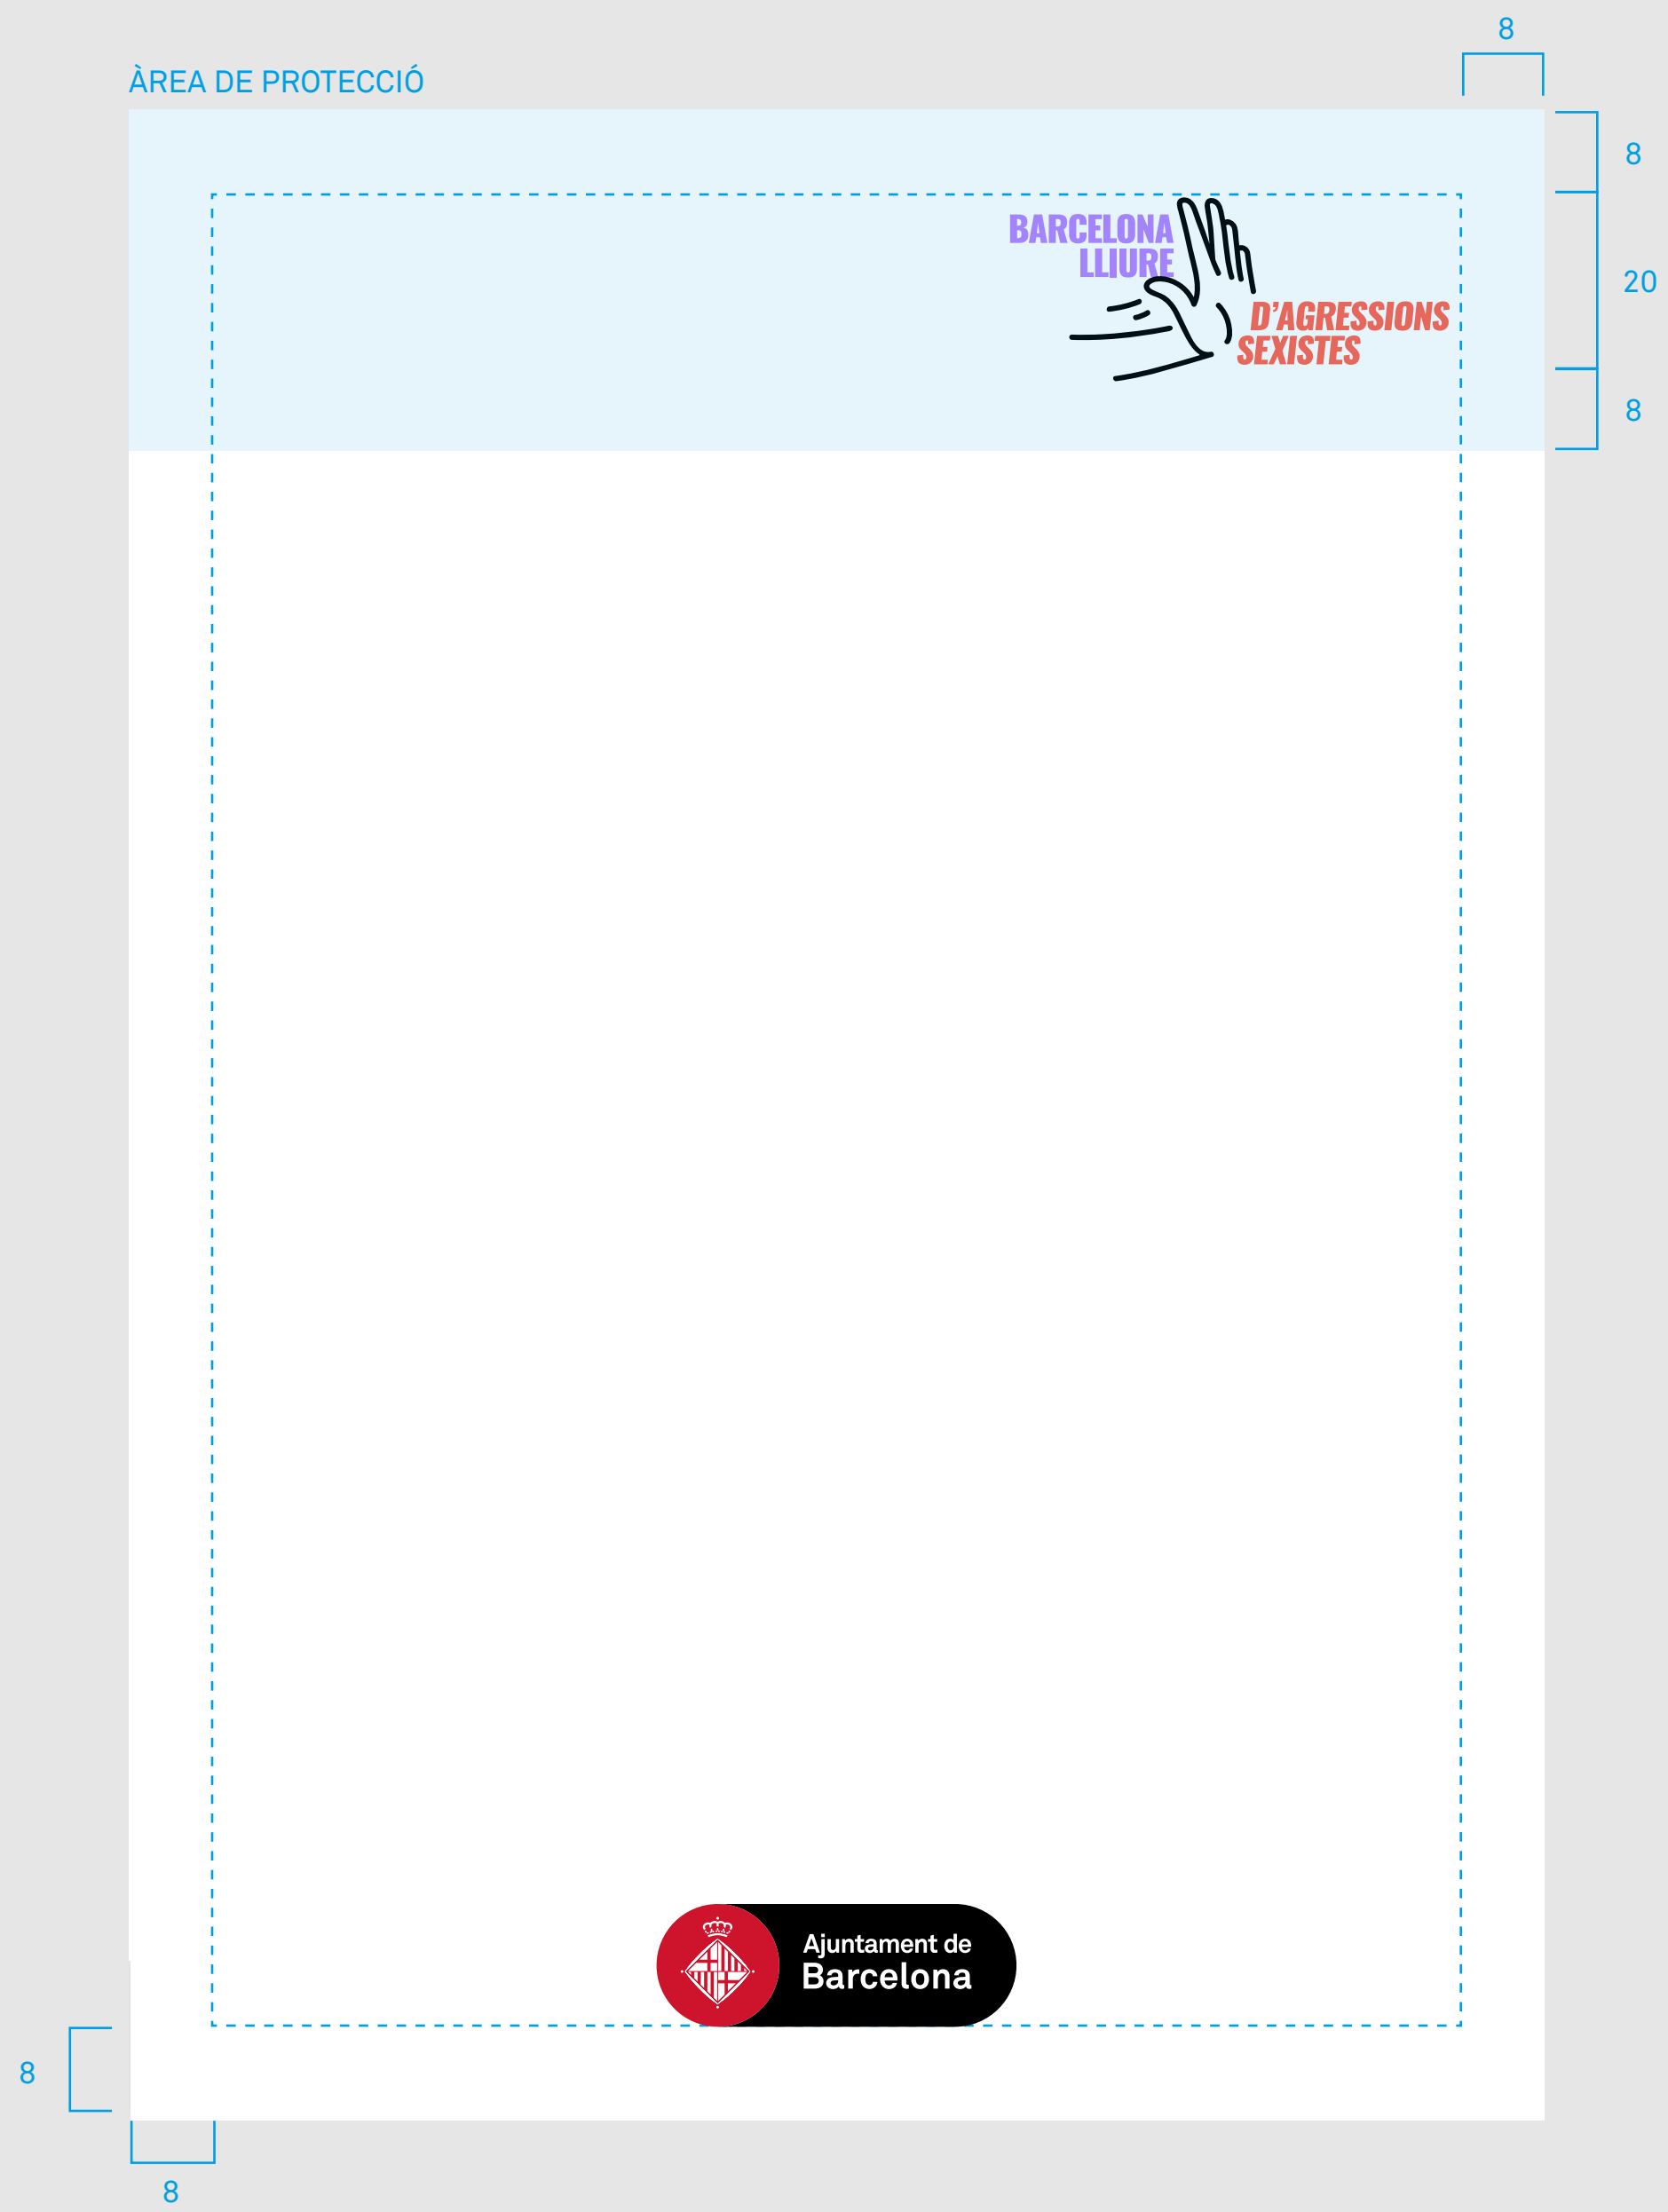 8
ÀREA DE PROTECCIÓ
8
BARCELONA
LLIURE
20
D’AGRESSIONS
SEXISTES
8
Ajuntament de
Barcelona
8
8